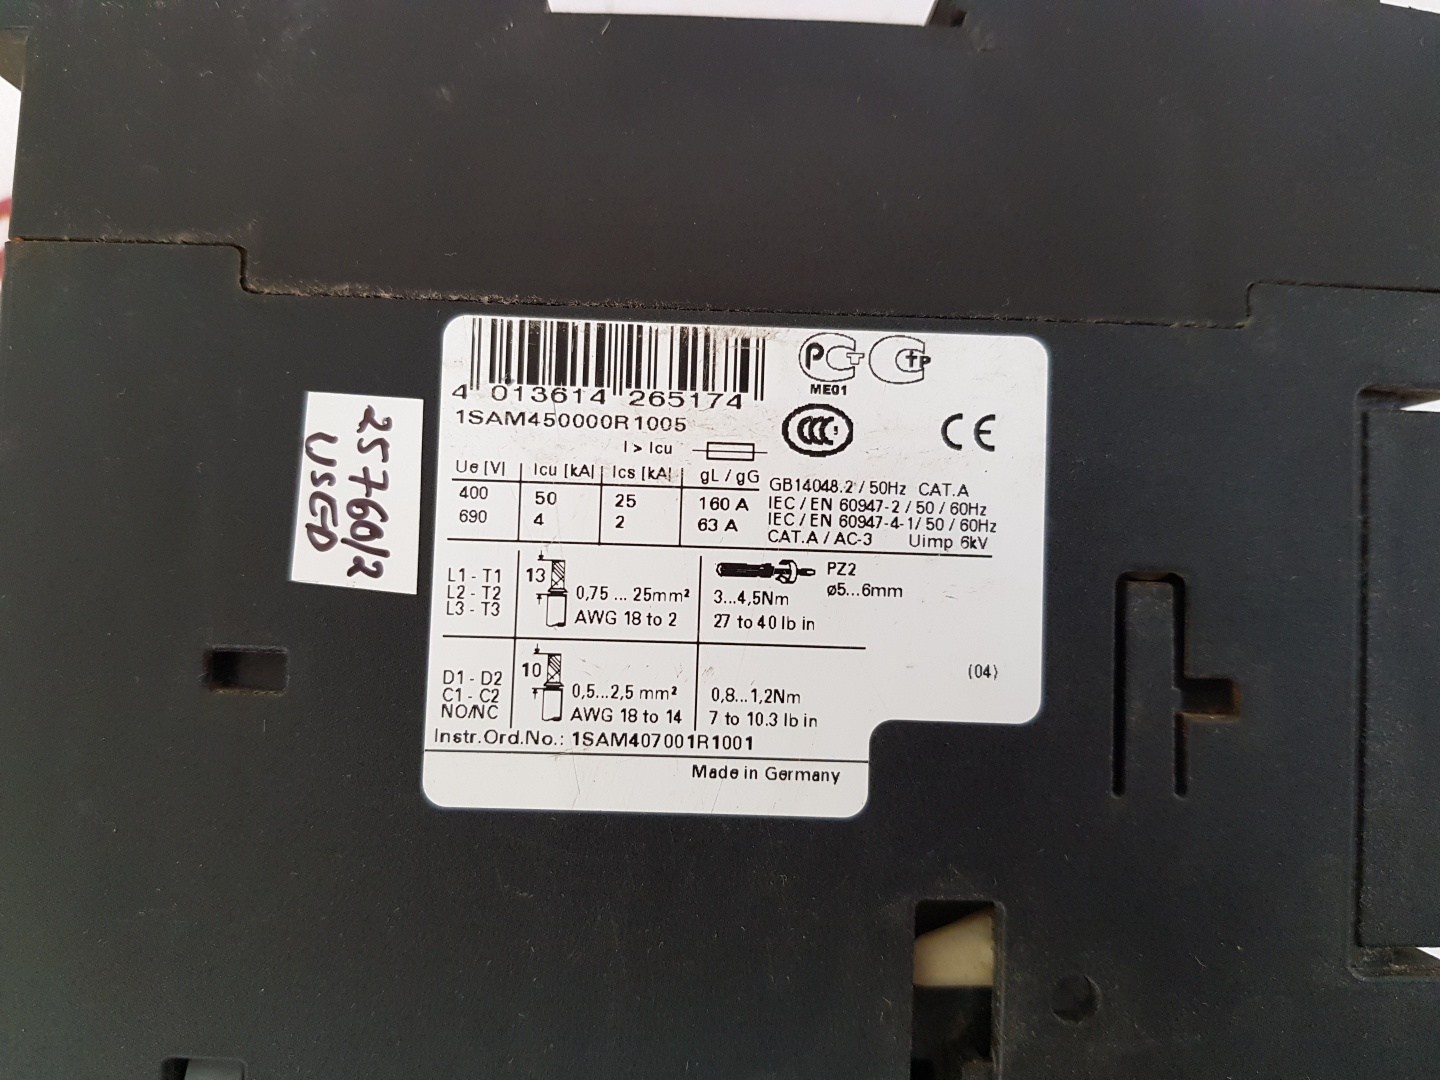 4 013614 265174
1SAM450000R1005
PCT
CTP
ME01
CCC
CE
I > Icu
Ue [V] Icu [kA] Ics [kA] gL / gG
400 50 25 160 A
690 4 2 63 A
GB14048.2 / 50Hz CAT.A
IEC / EN 60947-2 / 50 / 60Hz
IEC / EN 60947-4-1/ 50 / 60Hz
CAT.A / AC-3 Uimp 6kV
L1 - T1
L2 - T2
L3 - T3
13
0,75 ... 25mm²
AWG 18 to 2
PZ2
ø5...6mm
3...4,5Nm
27 to 40 lb in
D1 - D2
C1 - C2
NO/NC
10
0,5...2,5 mm²
AWG 18 to 14
0,8...1,2Nm
7 to 10.3 lb in
(04)
Instr.Ord.No.: 1SAM407001R1001
Made in Germany
25760/2
USED